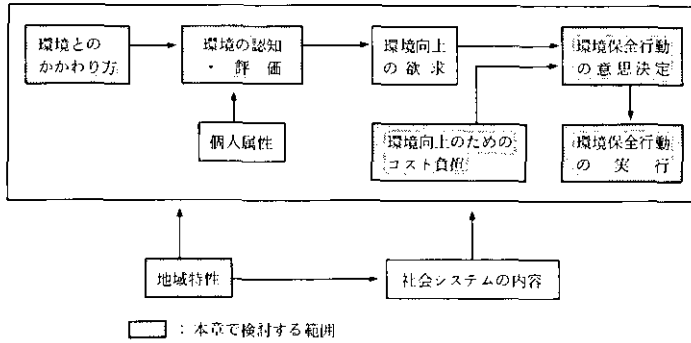 環境との
かかわり方
環境の認知
・評価
環境向上
の欲求
環境保全行動
の意思決定
個人属性
環境向上のための
コスト負担
環境保全行動
の実行
地域特性
社会システムの内容
：本章で検討する範囲